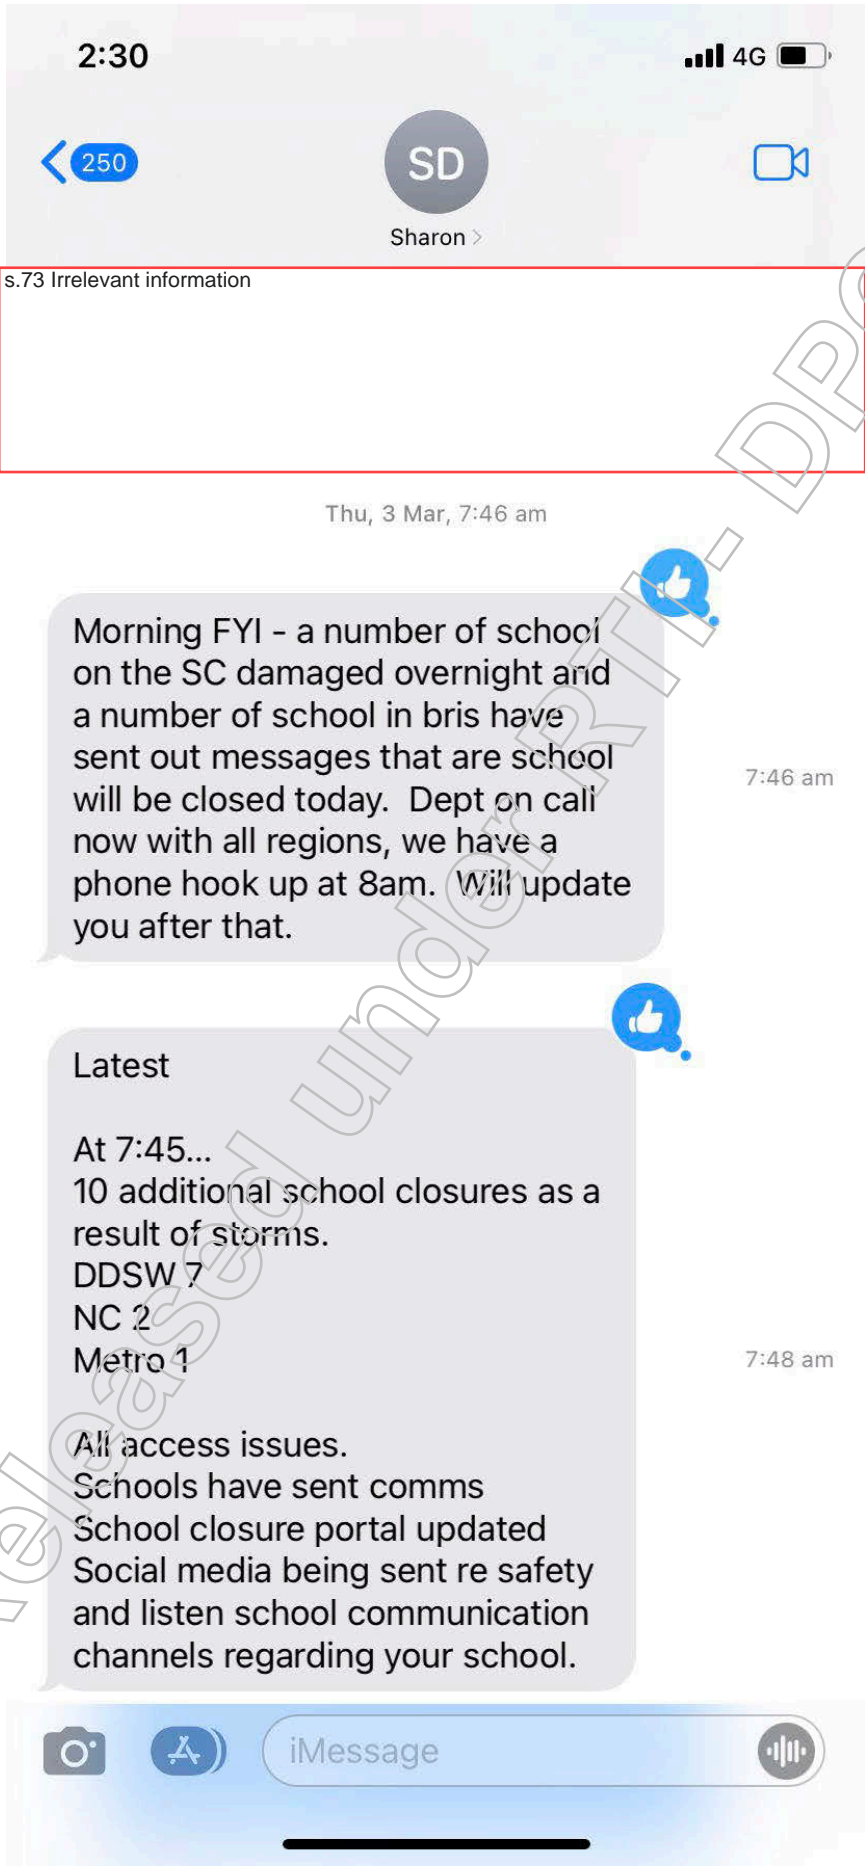 2:30
4G
250
SD
Sharon
s.73 Irrelevant information
Thu, 3 Mar, 7:46 am
Morning FYI - a number of school
on the SC damaged overnight and
a number of school in bris have
sent out messages that are school
will be closed today.  Dept on call
now with all regions, we have a
phone hook up at 8am.  Will update
you after that.
7:46 am
Latest
At 7:45...
10 additional school closures as a
result of storms.
DDSW 7
NC 2
Metro 1
7:48 am
All access issues.
Schools have sent comms
School closure portal updated
Social media being sent re safety
and listen school communication
channels regarding your school.
iMessage
Released under RTI - DPC